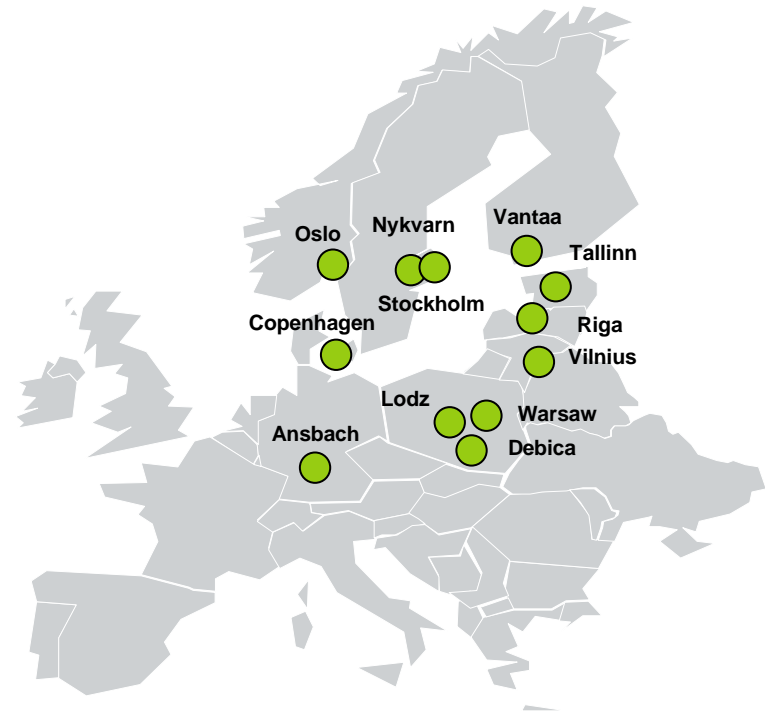 Vantaa
Nykvarn
Oslo
Tallinn
Stockholm
Copenhagen
Riga
Vilnius
Lodz
Warsaw
Ansbach
Debica